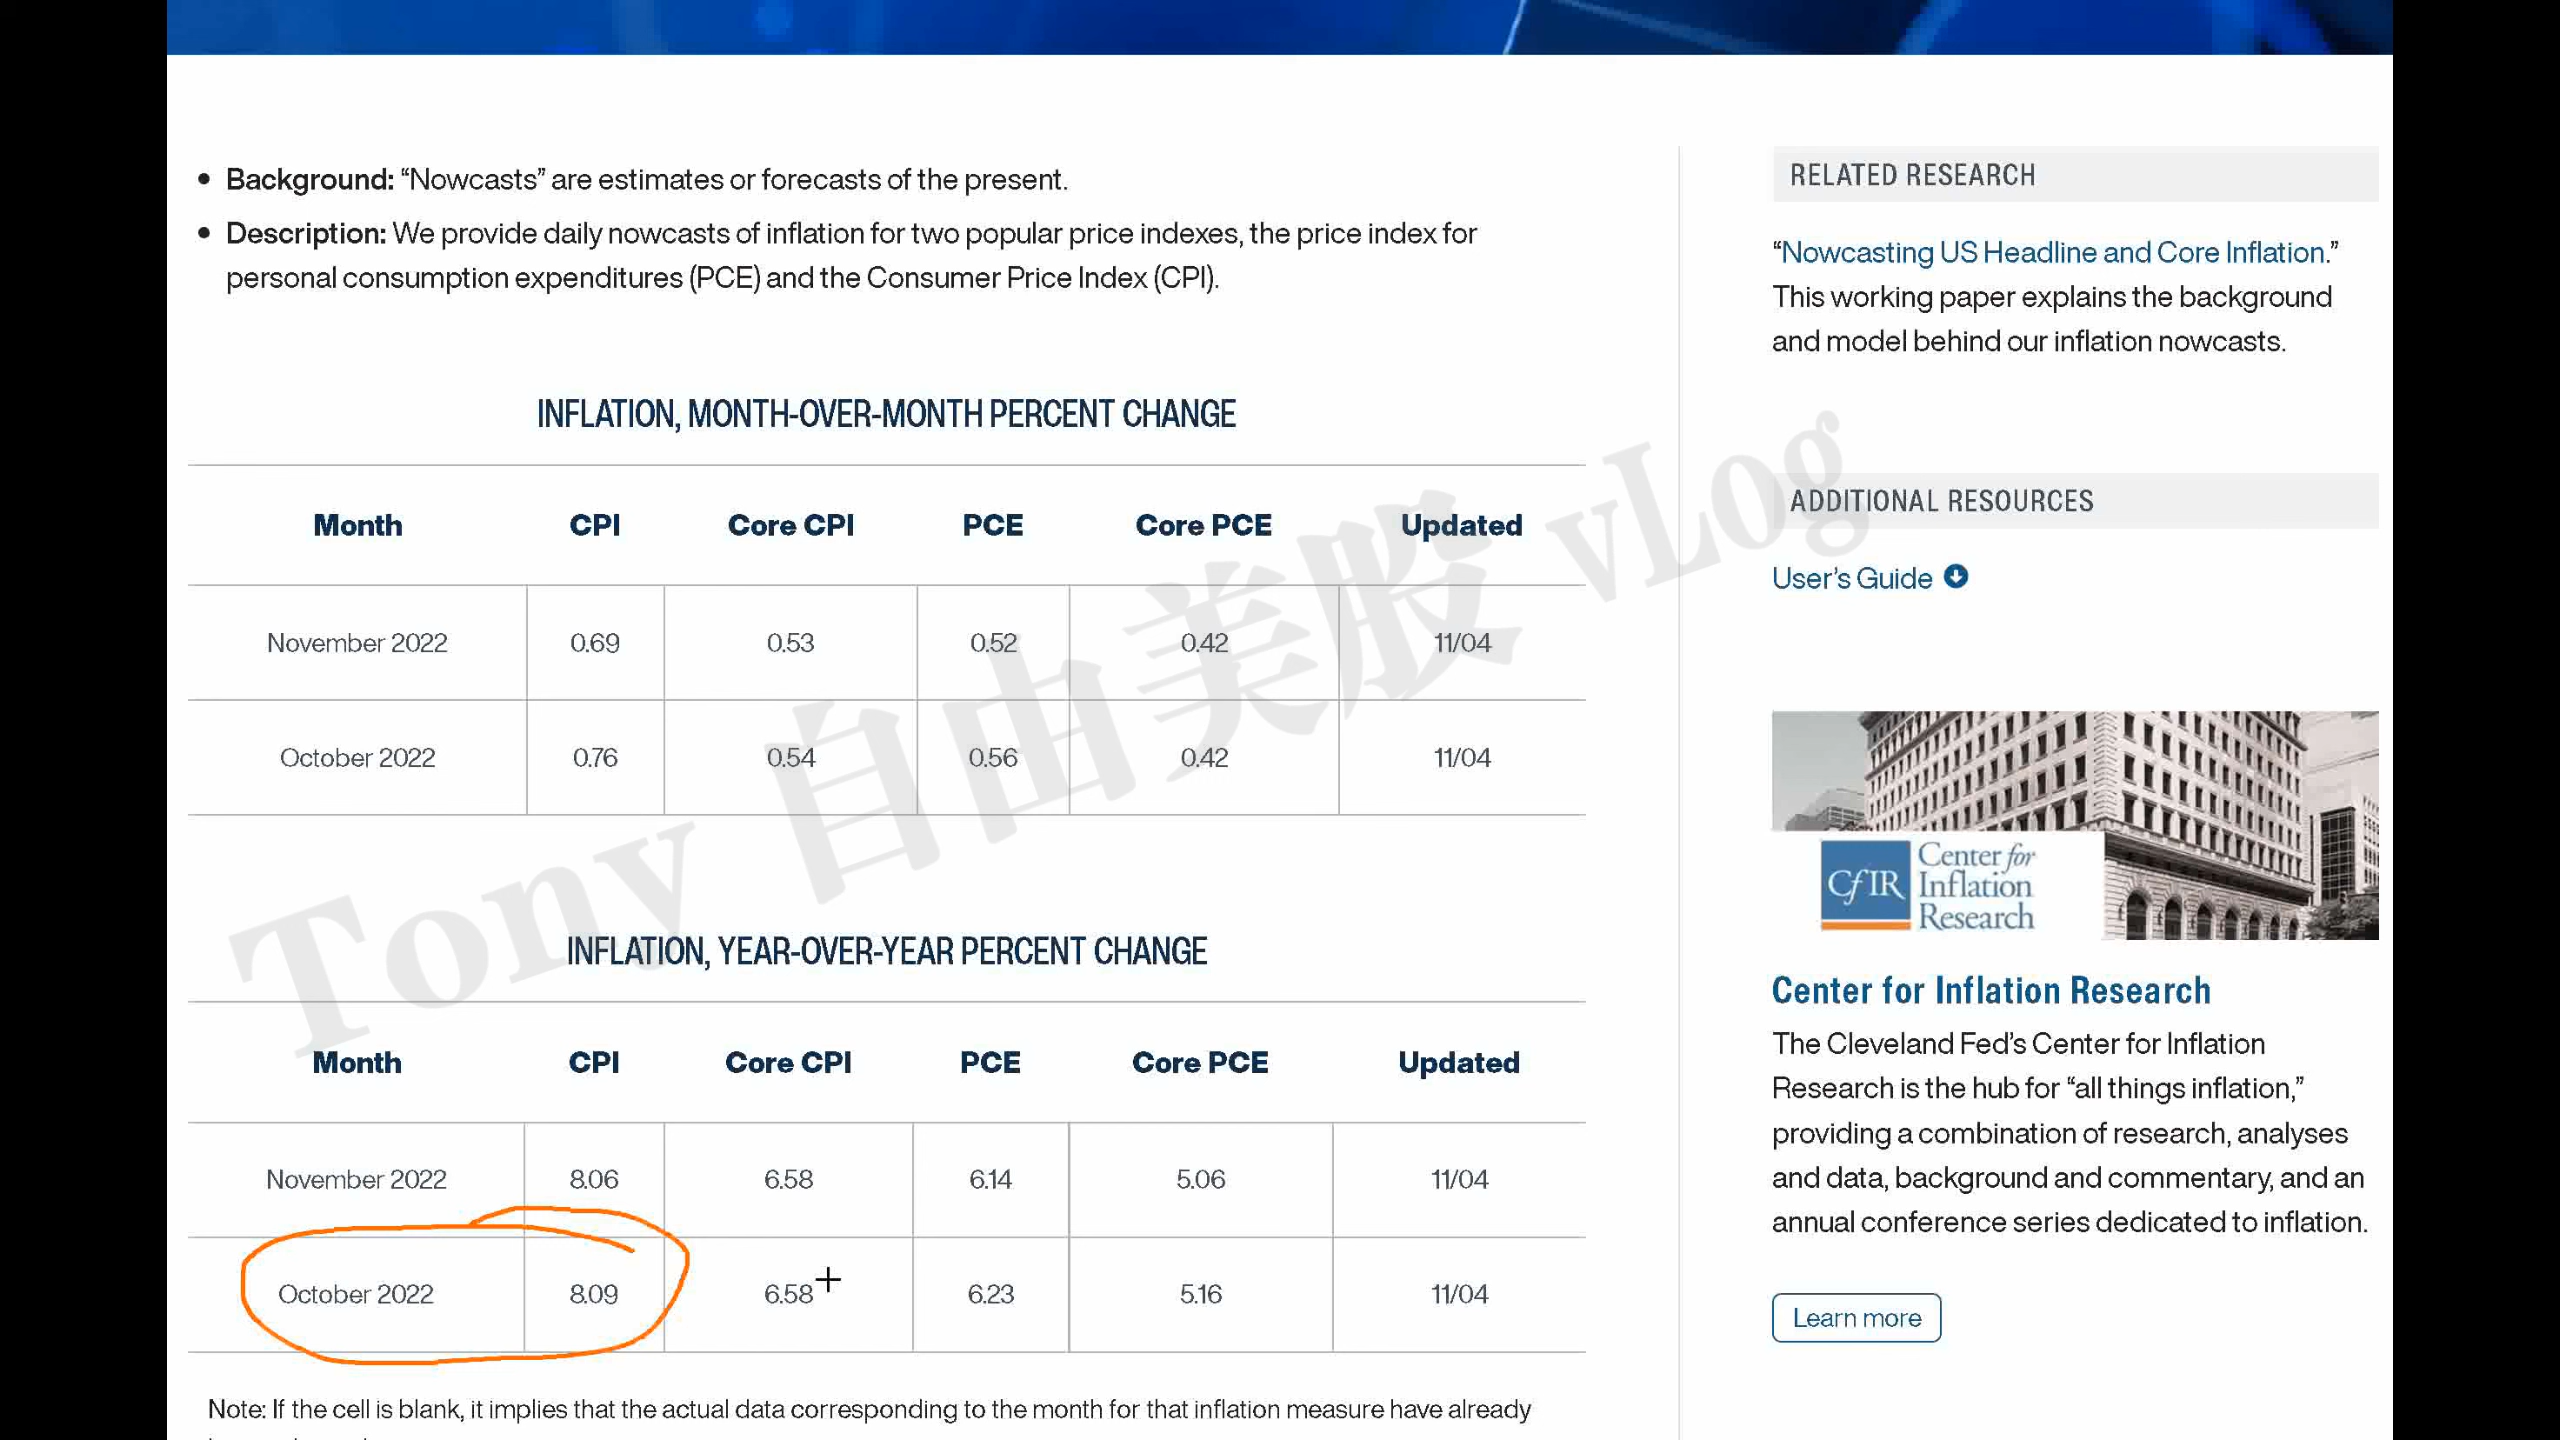 • Background: “Nowcasts” are estimates or forecasts of the present.
• Description: We provide daily nowcasts of inflation for two popular price indexes, the price index for
personal consumption expenditures (PCE) and the Consumer Price Index (CPI).
INFLATION, MONTH-OVER-MONTH PERCENT CHANGE
Month CPI Core CPI PCE Core PCE Updated
November 2022 0.69 0.53 0.52 0.42 11/04
October 2022 0.76 0.54 0.56 0.42 11/04
INFLATION, YEAR-OVER-YEAR PERCENT CHANGE
Month CPI Core CPI PCE Core PCE Updated
November 2022 8.06 6.58 6.14 5.06 11/04
October 2022 8.09 6.58 6.23 5.16 11/04
Note: If the cell is blank, it implies that the actual data corresponding to the month for that inflation measure have already
RELATED RESEARCH
“Nowcasting US Headline and Core Inflation.”
This working paper explains the background
and model behind our inflation nowcasts.
ADDITIONAL RESOURCES
User’s Guide
CfIR
Center for
Inflation
Research
Center for Inflation Research
The Cleveland Fed’s Center for Inflation
Research is the hub for “all things inflation,”
providing a combination of research, analyses
and data, background and commentary, and an
annual conference series dedicated to inflation.
Learn more
Tony 自由美股 vLog